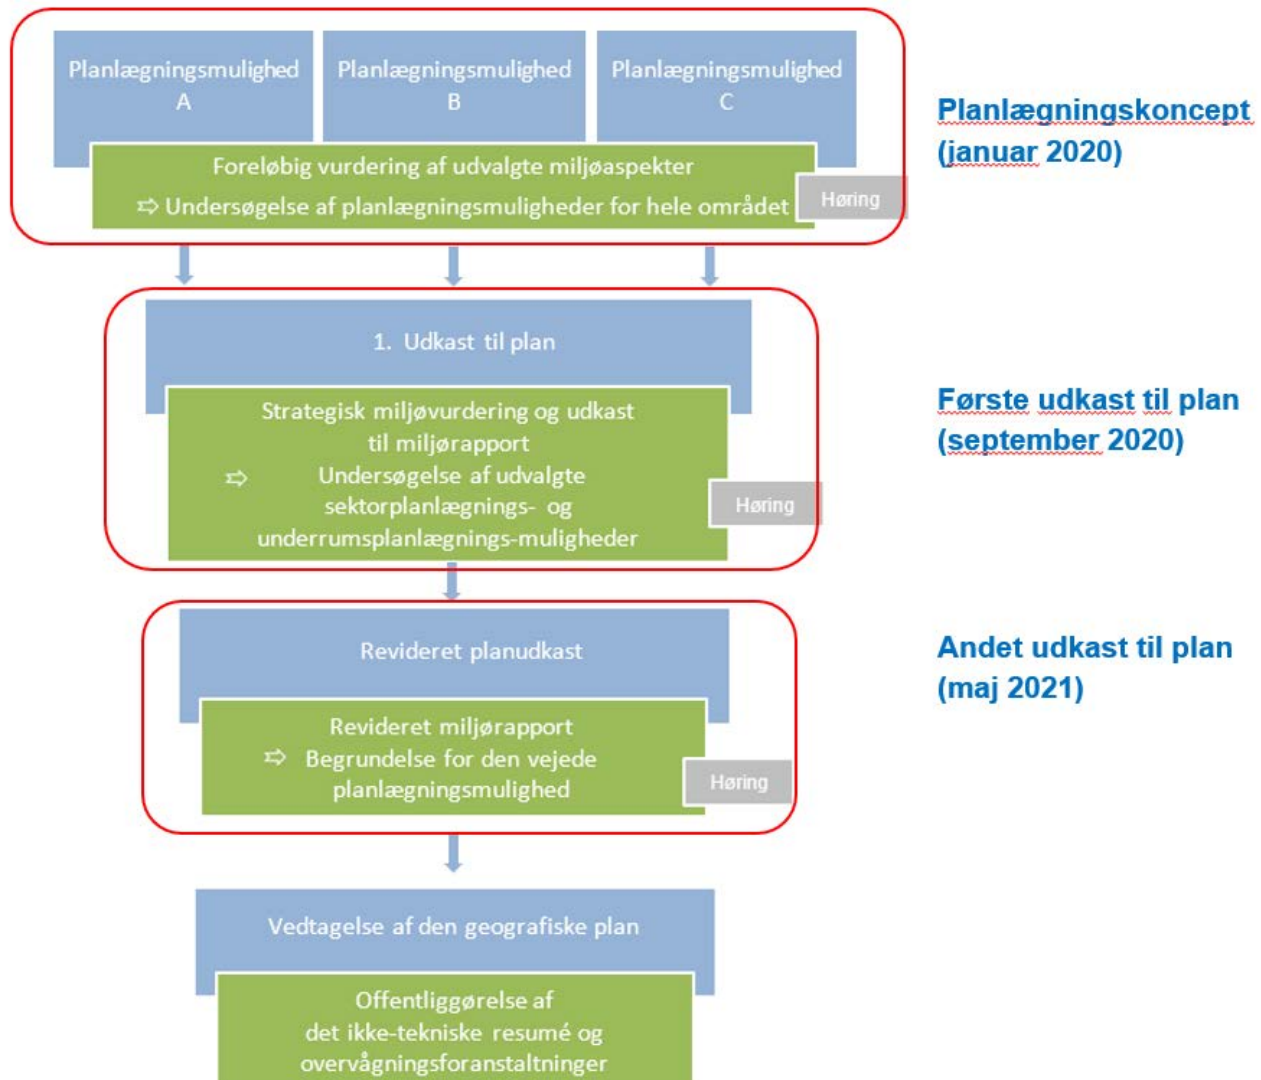 Planlægningsmulighed
A
Planlægningsmulighed
B
Planlægningsmulighed
C
Foreløbig vurdering af udvalgte miljøaspekter
⇨ Undersøgelse af planlægningsmuligheder for hele området
Høring
Planlægningskoncept
(januar 2020)
1. Udkast til plan
Strategisk miljøvurdering og udkast
til miljørapport
⇨ Undersøgelse af udvalgte
sektorplanlægnings- og
underrumsplanlægnings-muligheder
Høring
Første udkast til plan
(september 2020)
Revideret planudkast
Revideret miljørapport
⇨ Begrundelse for den vejede
planlægningsmulighed
Høring
Andet udkast til plan
(maj 2021)
Vedtagelse af den geografiske plan
Offentliggørelse af
det ikke-tekniske resumé og
overvågningsforanstaltninger